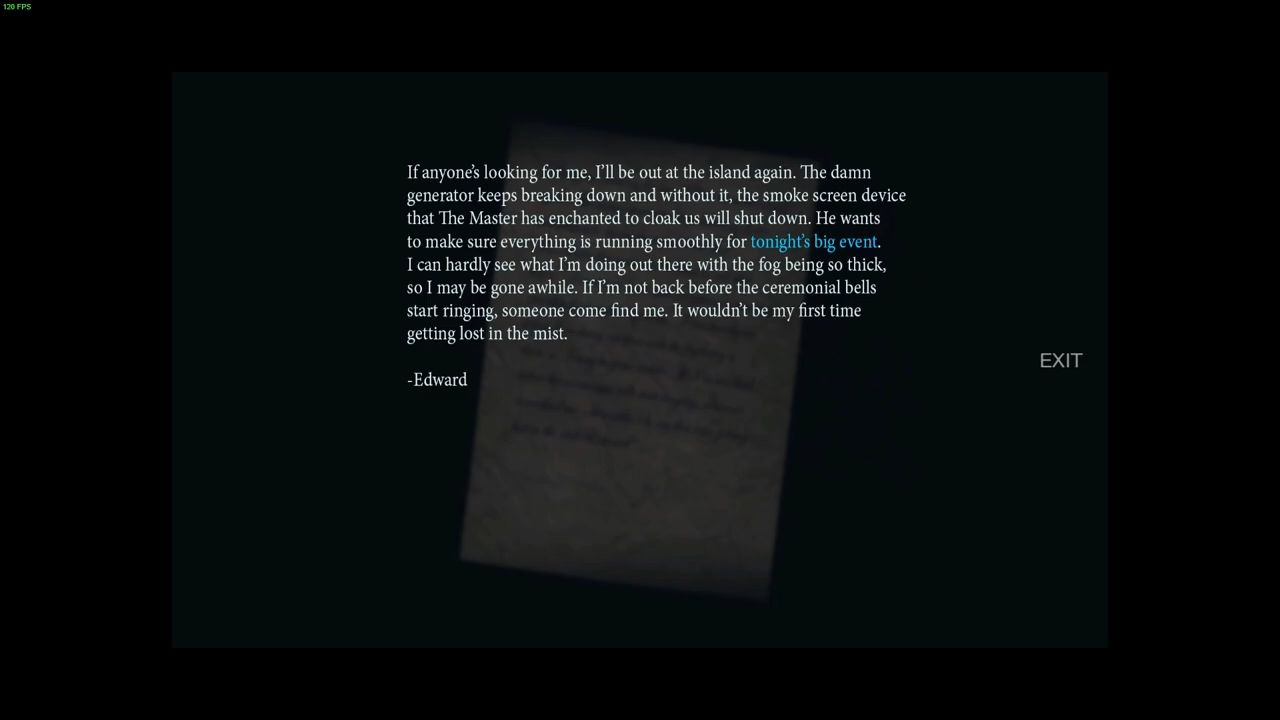 120 FPS
If anyone's looking for me, I'll be out at the island again. The damn
generator keeps breaking down and without it, the smoke screen device
that The Master has enchanted to cloak us will shut down. He wants
to make sure everything is running smoothly for tonight's big event.
I can hardly see what I'm doing out there with the fog being so thick,
so I may be gone awhile. If I'm not back before the ceremonial bells
start ringing, someone come find me. It wouldn't be my first time
getting lost in the mist.
-Edward
EXIT